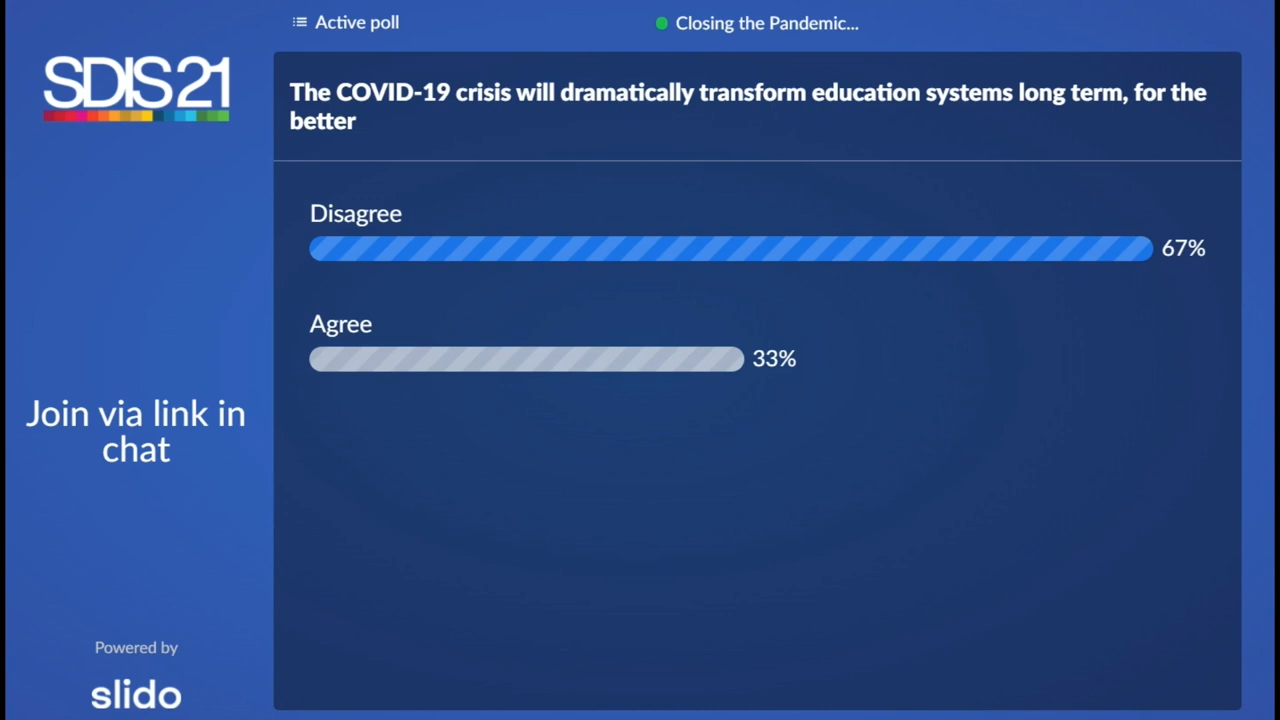 Active poll
Closing the Pandemic...
SDIS21
The COVID-19 crisis will dramatically transform education systems long term, for the
better
Disagree
67%
Agree
33%
Join via link in
chat
Powered by
slido